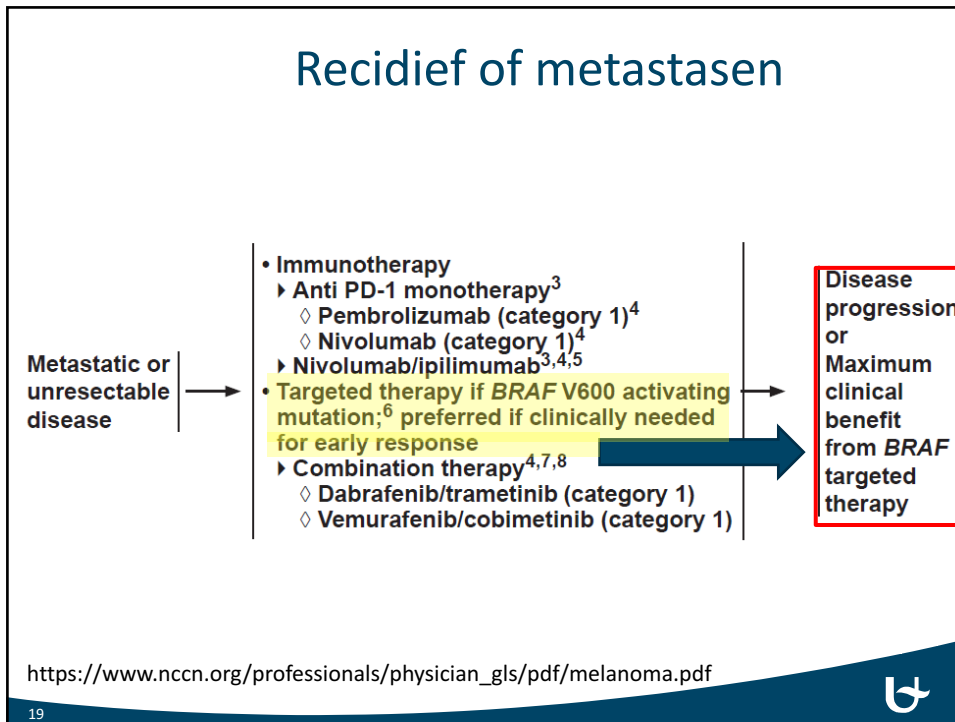 Recidief of metastasen
Metastatic or
unresectable
disease
• Immunotherapy
▸ Anti PD-1 monotherapy³
◊ Pembrolizumab (category 1)⁴
◊ Nivolumab (category 1)⁴
▸ Nivolumab/ipilimumab³,⁴,⁵
• Targeted therapy if BRAF V600 activating
mutation;⁶ preferred if clinically needed
for early response
▸ Combination therapy⁴,⁷,⁸
◊ Dabrafenib/trametinib (category 1)
◊ Vemurafenib/cobimetinib (category 1)
Disease
progression
or
Maximum
clinical
benefit
from BRAF
targeted
therapy
https://www.nccn.org/professionals/physician_gls/pdf/melanoma.pdf
19